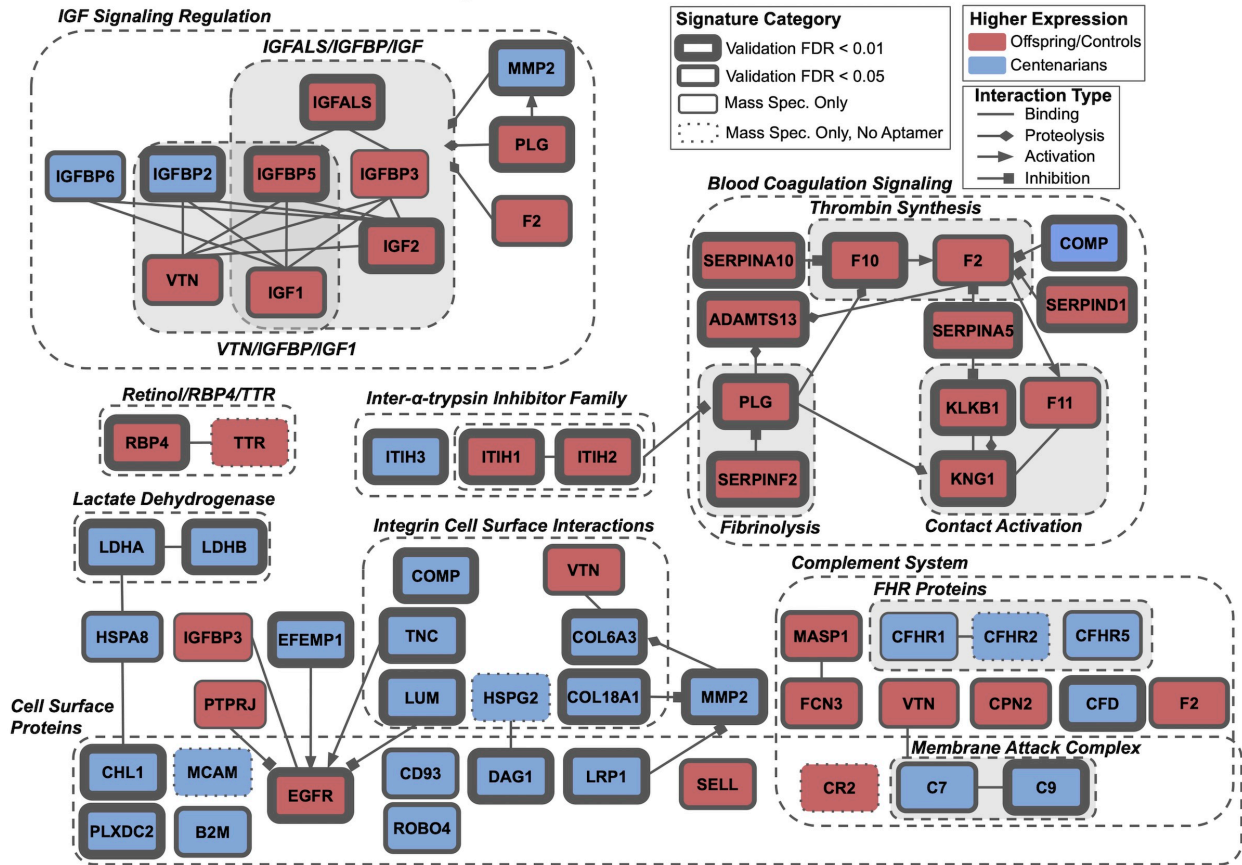 IGF Signaling Regulation
IGFALS/IGFBP/IGF
IGFALS
MMP2
PLG
IGFBP6
IGFBP2
IGFBP5
IGFBP3
F2
IGF2
VTN
IGF1
VTN/IGFBP/IGF1
Signature Category
Validation FDR < 0.01
Validation FDR < 0.05
Mass Spec. Only
Mass Spec. Only, No Aptamer
Higher Expression
Offspring/Controls
Centenarians
Interaction Type
Binding
Proteolysis
Activation
Inhibition
Blood Coagulation Signaling
Thrombin Synthesis
SERPINA10
F10
F2
COMP
ADAMTS13
SERPINA5
SERPIND1
PLG
KLKB1
F11
SERPINF2
KNG1
Fibrinolysis
Contact Activation
Retinol/RBP4/TTR
RBP4
TTR
Inter-α-trypsin Inhibitor Family
ITIH3
ITIH1
ITIH2
Lactate Dehydrogenase
LDHA
LDHB
HSPA8
IGFBP3
EFEMP1
PTPRJ
Integrin Cell Surface Interactions
COMP
VTN
TNC
COL6A3
LUM
HSPG2
COL18A1
MMP2
Complement System
FHR Proteins
MASP1
CFHR1
CFHR2
CFHR5
FCN3
VTN
CPN2
CFD
F2
Membrane Attack Complex
CR2
C7
C9
Cell Surface
Proteins
CHL1
MCAM
EGFR
CD93
DAG1
LRP1
SELL
PLXDC2
B2M
ROBO4